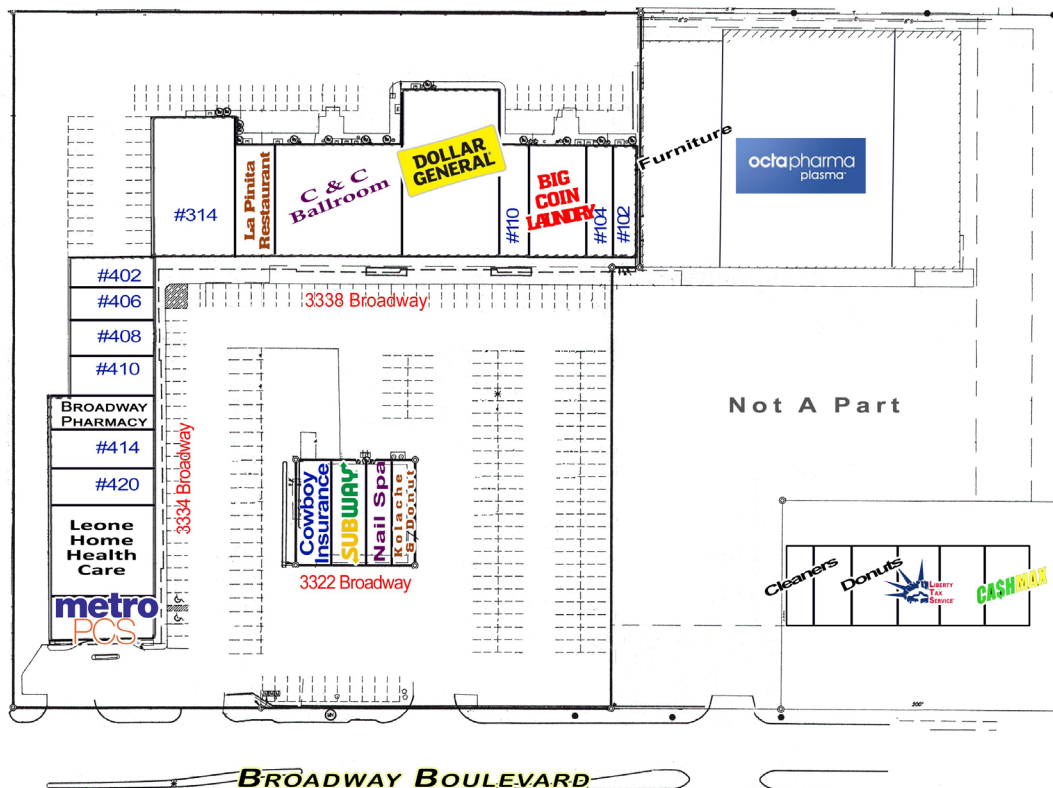 Furniture
octapharma
plasma
DOLLAR
GENERAL
C & C
Ballroom
La Pinita
Restaurant
BIG
COIN
LAUNDRY
#314
#110
#104
#102
#402
#406
#408
#410
3338 Broadway
BROADWAY
PHARMACY
#414
#420
3334 Broadway
Not A Part
Leone
Home
Health
Care
metro
PCS
Cowboy
Insurance
SUBWAY
Nail Spa
Kolache
& Donut
3322 Broadway
Cleaners
Donuts
LIBERTY
TAX
SERVICE
CASHMAX
200'
BROADWAY BOULEVARD